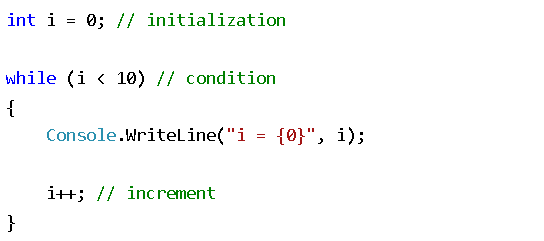 int i = 0; // initialization
while (i < 10) // condition
{
    Console.WriteLine("i = {0}", i);
    i++; // increment
}